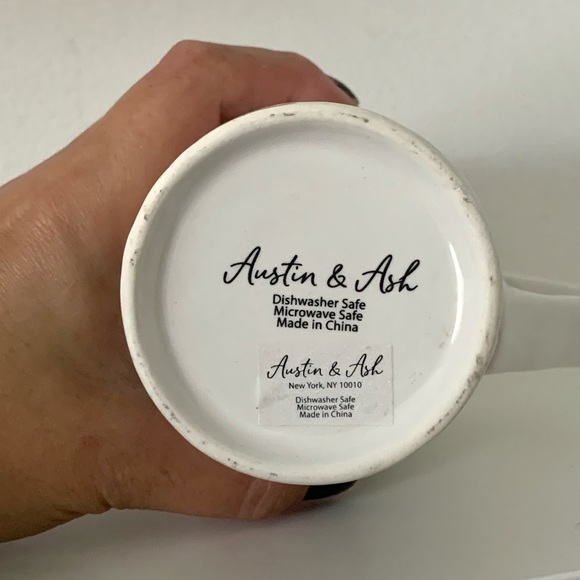 Austin & Ash
Dishwasher Safe
Microwave Safe
Made in China
Austin & Ash
New York, NY 10010
Dishwasher Safe
Microwave Safe
Made in China